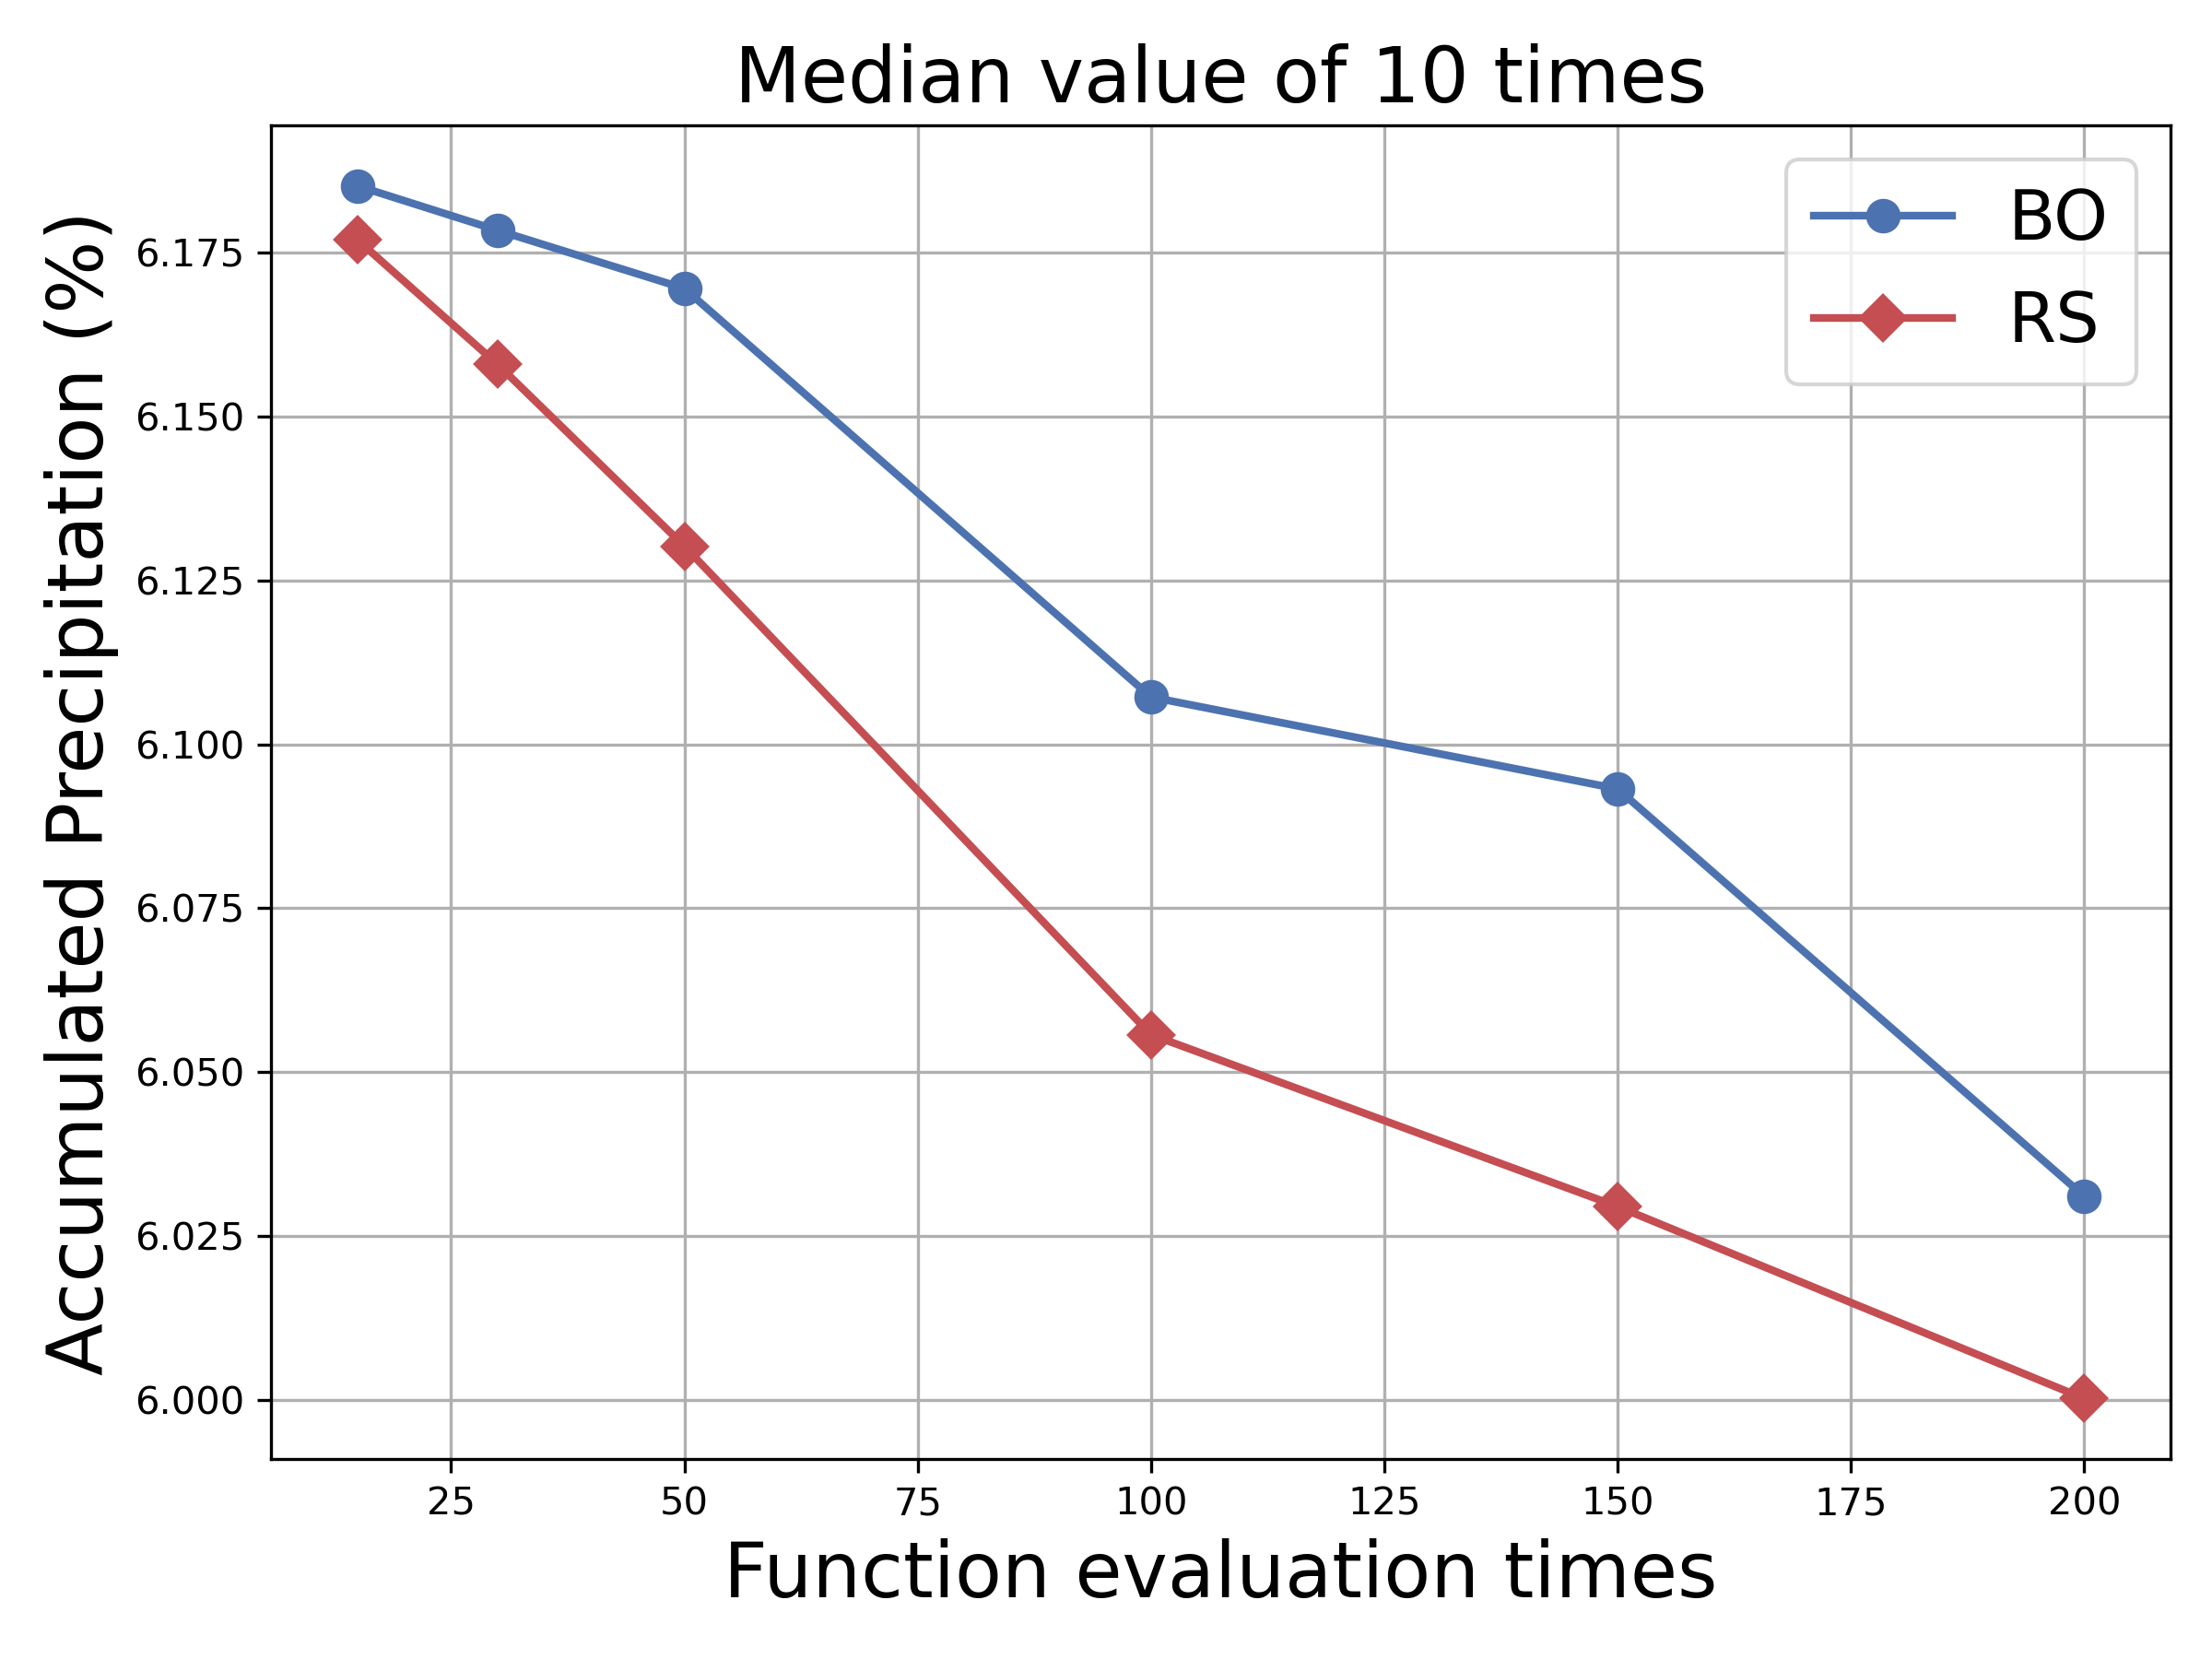 Median value of 10 times
Accumulated Precipitation (%)
6.175
6.150
6.125
6.100
6.075
6.050
6.025
6.000
BO
RS
25 50 75 100 125 150 175 200
Function evaluation times